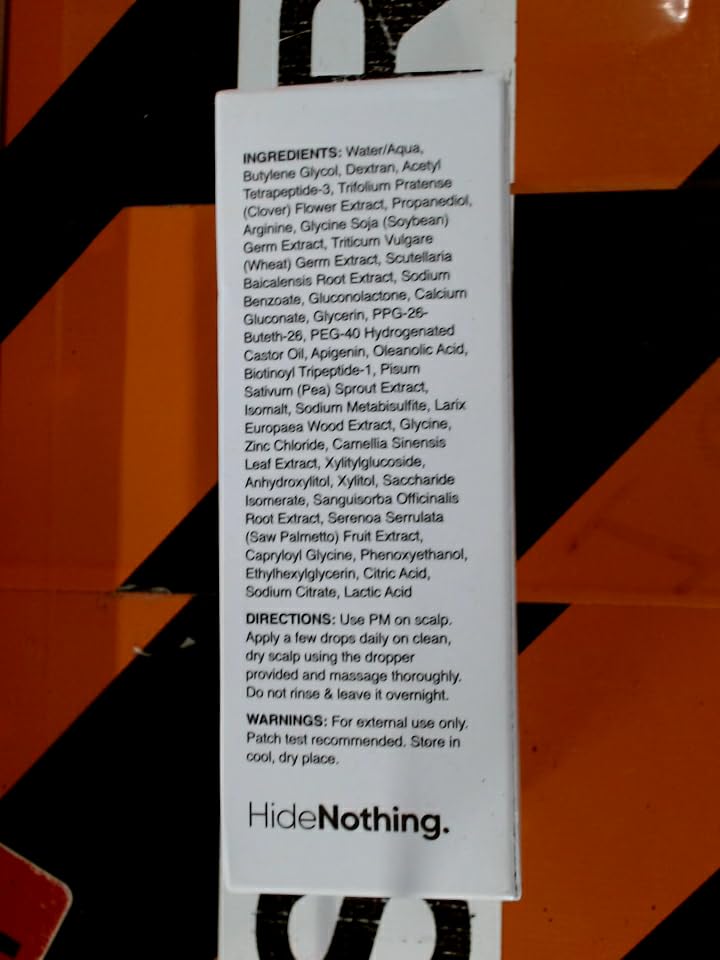 R
INGREDIENTS: Water/Aqua,
Butylene Glycol, Dextran, Acetyl
Tetrapeptide-3, Trifolium Pratense
(Clover) Flower Extract, Propanediol,
Arginine, Glycine Soja (Soybean)
Germ Extract, Triticum Vulgare
(Wheat) Germ Extract, Scutellaria
Baicalensis Root Extract, Sodium
Benzoate, Gluconolactone, Calcium
Gluconate, Glycerin, PPG-26-
Buteth-26, PEG-40 Hydrogenated
Castor Oil, Apigenin, Oleanolic Acid,
Biotinoyl Tripeptide-1, Pisum
Sativum (Pea) Sprout Extract,
Isomalt, Sodium Metabisulfite, Larix
Europaea Wood Extract, Glycine,
Zinc Chloride, Camellia Sinensis
Leaf Extract, Xylitylglucoside,
Anhydroxylitol, Xylitol, Saccharide
Isomerate, Sanguisorba Officinalis
Root Extract, Serenoa Serrulata
(Saw Palmetto) Fruit Extract,
Capryloyl Glycine, Phenoxyethanol,
Ethylhexylglycerin, Citric Acid,
Sodium Citrate, Lactic Acid
DIRECTIONS: Use PM on scalp.
Apply a few drops daily on clean,
dry scalp using the dropper
provided and massage thoroughly.
Do not rinse & leave it overnight.
WARNINGS: For external use only.
Patch test recommended. Store in
cool, dry place.
HideNothing.
S